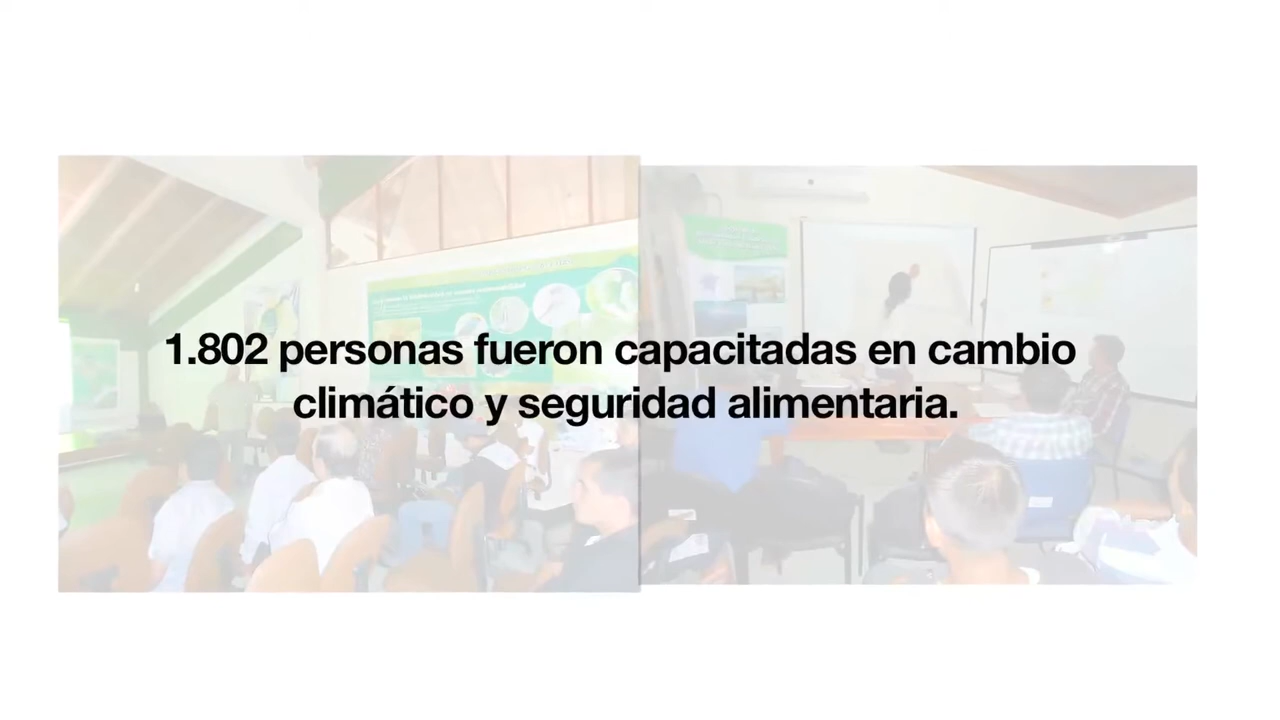 1.802 personas fueron capacitadas en cambio
climático y seguridad alimentaria.